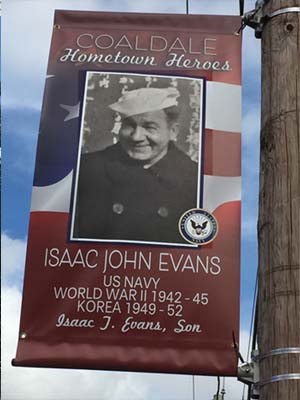 COALDALE
Hometown Heroes
ISAAC JOHN EVANS
US NAVY
WORLD WAR II 1942 - 45
KOREA 1949 - 52
Isaac T. Evans, Son